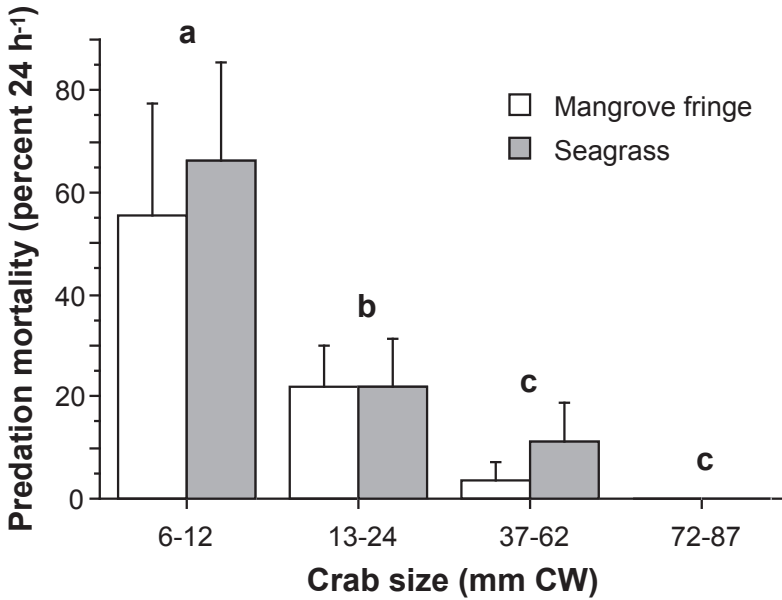 Predation mortality (percent 24 h-1)
80
60
40
20
0
a
b
c
c
Mangrove fringe
Seagrass
6-12
13-24
37-62
72-87
Crab size (mm CW)